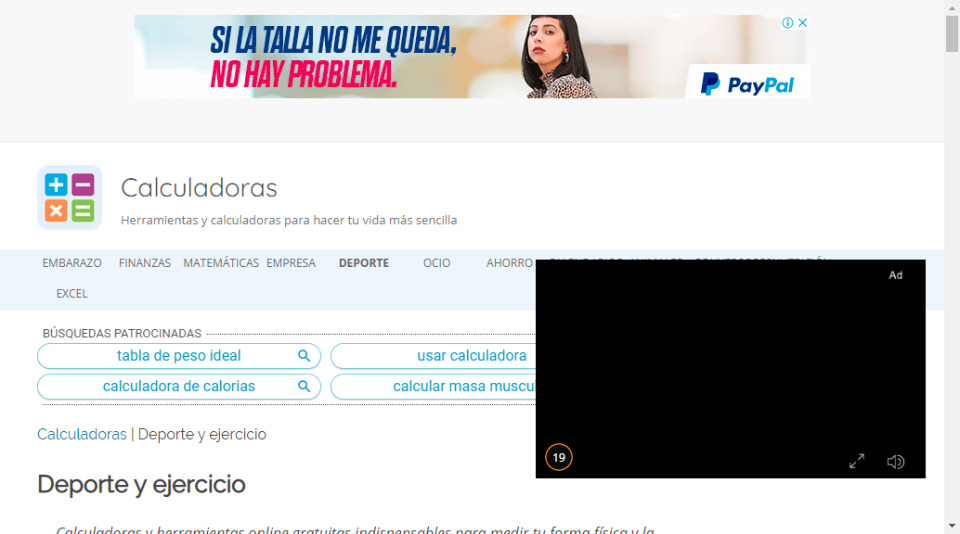 SI LA TALLA NO ME QUEDA,
NO HAY PROBLEMA.
PayPal
Calculadoras
Herramientas y calculadoras para hacer tu vida más sencilla
EMBARAZO FINANZAS MATEMÁTICAS EMPRESA DEPORTE OCIO AHORRO
EXCEL
Ad
BÚSQUEDAS PATROCINADAS
tabla de peso ideal usar calculadora
calculadora de calorias calcular masa muscu
19
Calculadoras | Deporte y ejercicio
Deporte y ejercicio
Calculadoras y herramientas online gratuitas indispensables para medir tu forma física y la